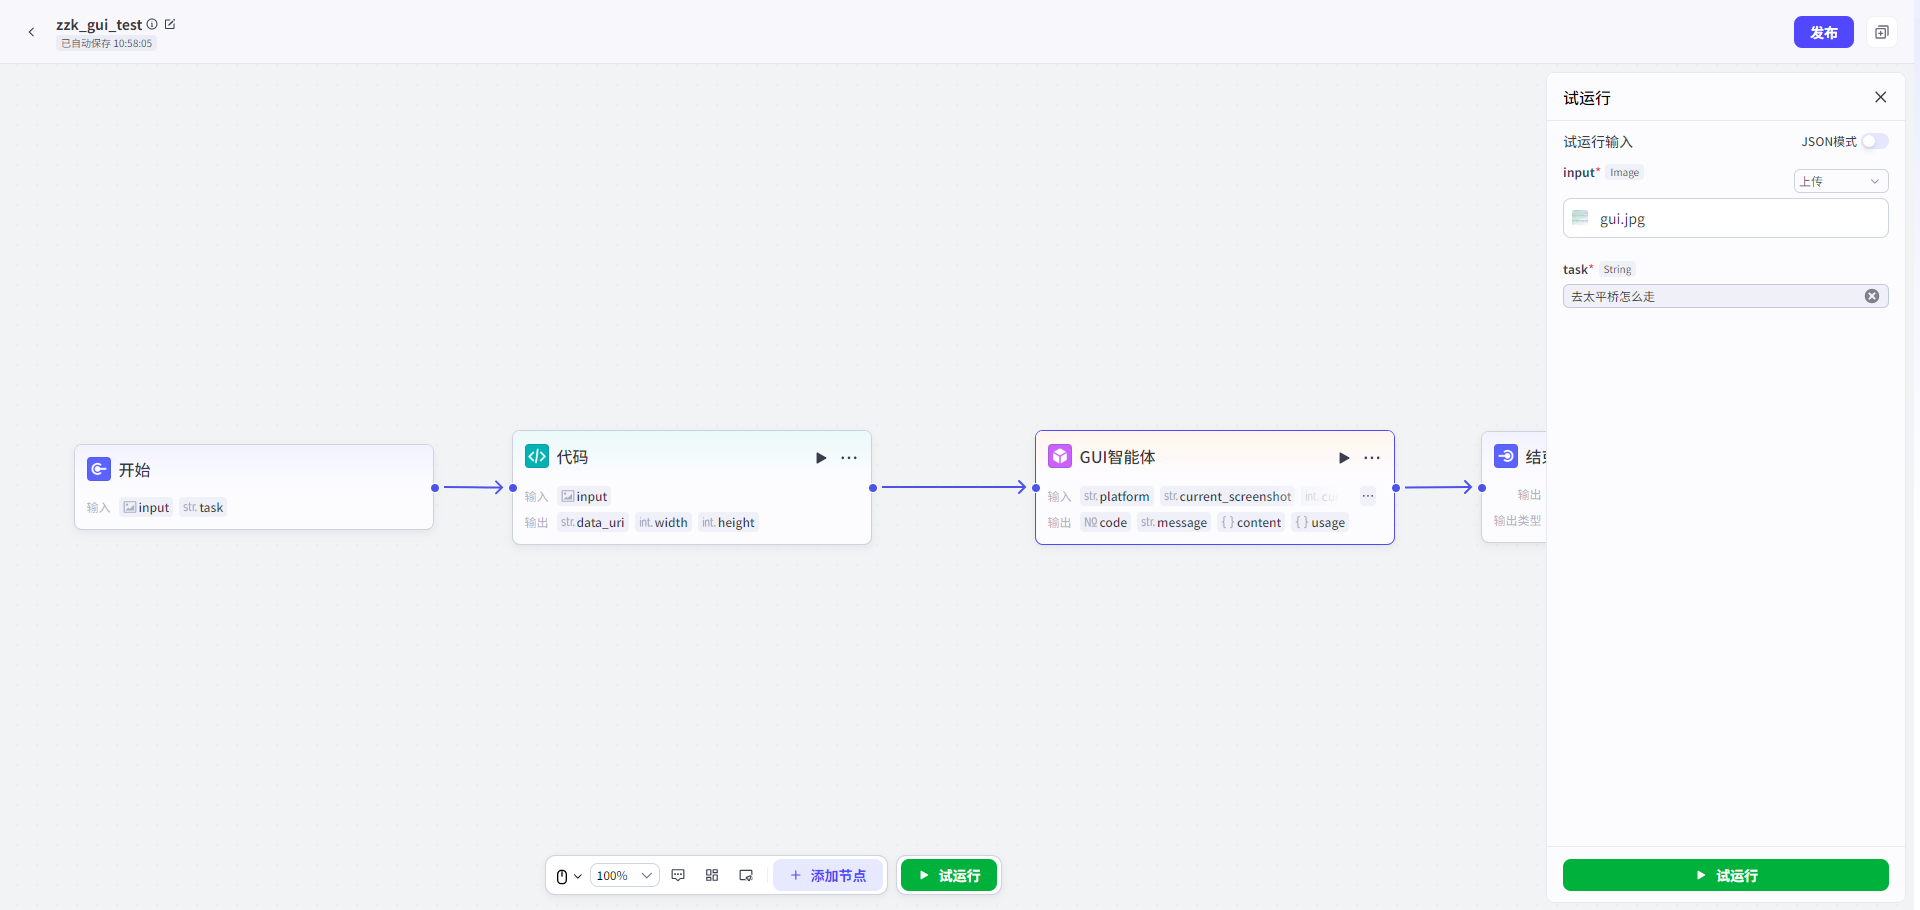 zzk_gui_test
已自动保存 10:58:05
发布
试运行
试运行输入
JSON模式
input* Image
上传
gui.jpg
task* String
去太平桥怎么走
开始
输入 input str. task
代码
输入 input
输出 str. data_uri int. width int. height
GUI智能体
输入 str. platform str. current_screenshot int. ...
输出 Nº code str. message { } content { } usage
输出
输出类型
100%
添加节点
试运行
试运行